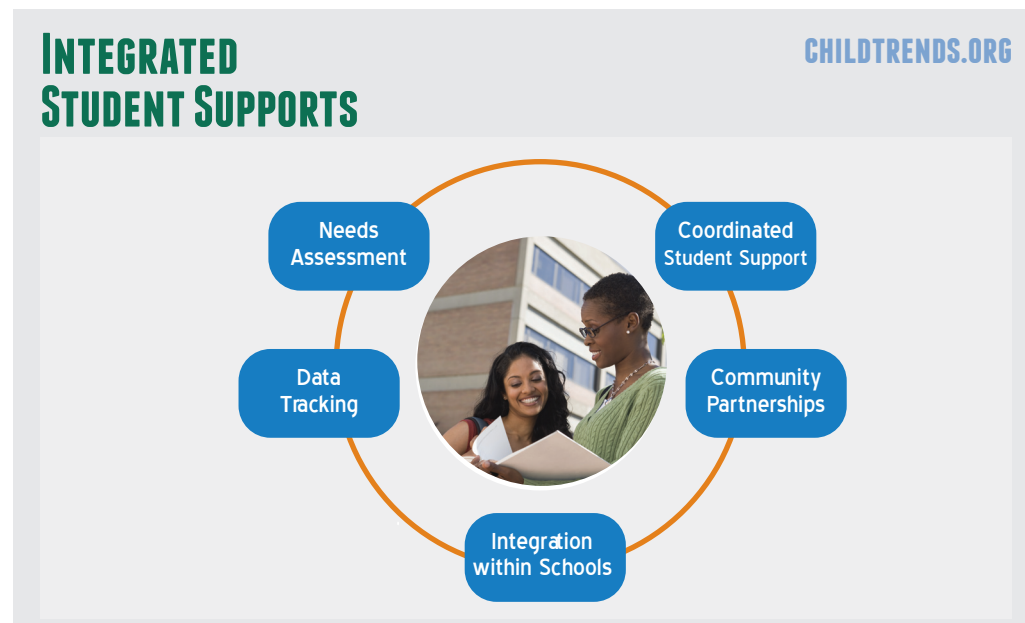 INTEGRATED
STUDENT SUPPORTS
CHILDTRENDS.ORG
Needs
Assessment
Coordinated
Student Support
Data
Tracking
Community
Partnerships
Integration
within Schools